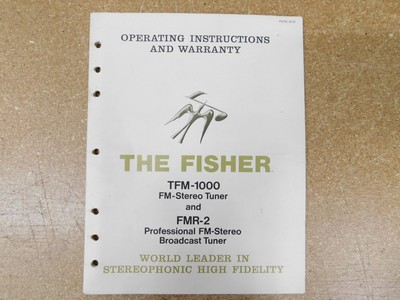 OPERATING INSTRUCTIONS
AND WARRANTY
THE FISHER
TFM-1000
FM-Stereo Tuner
and
FMR-2
Professional FM-Stereo
Broadcast Tuner
WORLD LEADER IN
STEREOPHONIC HIGH FIDELITY